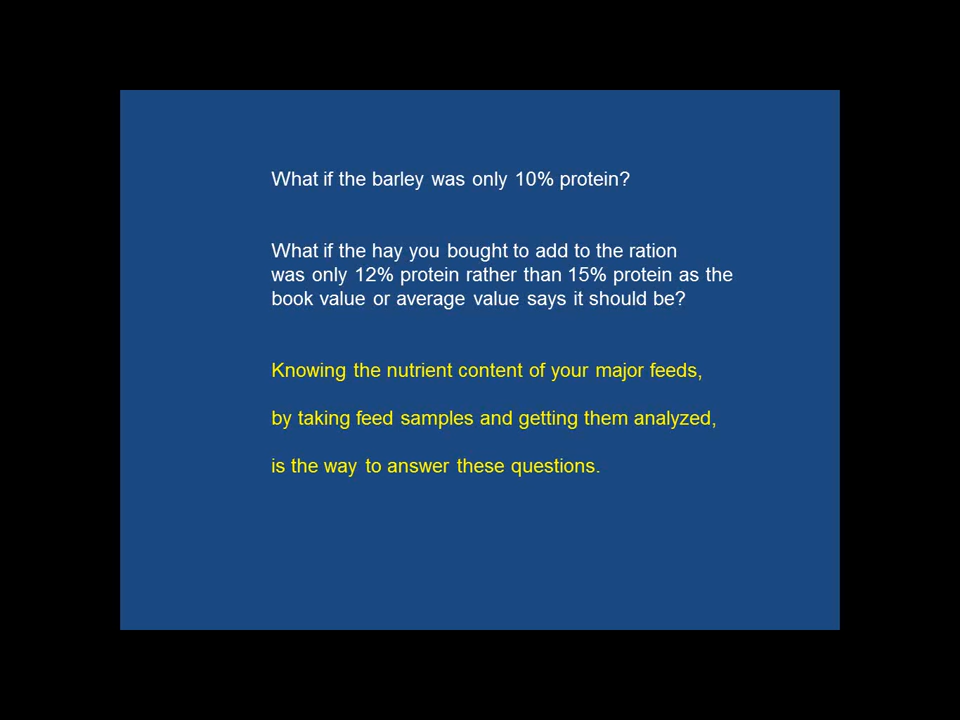 What if the barley was only 10% protein?
What if the hay you bought to add to the ration
was only 12% protein rather than 15% protein as the
book value or average value says it should be?
Knowing the nutrient content of your major feeds,
by taking feed samples and getting them analyzed,
is the way to answer these questions.